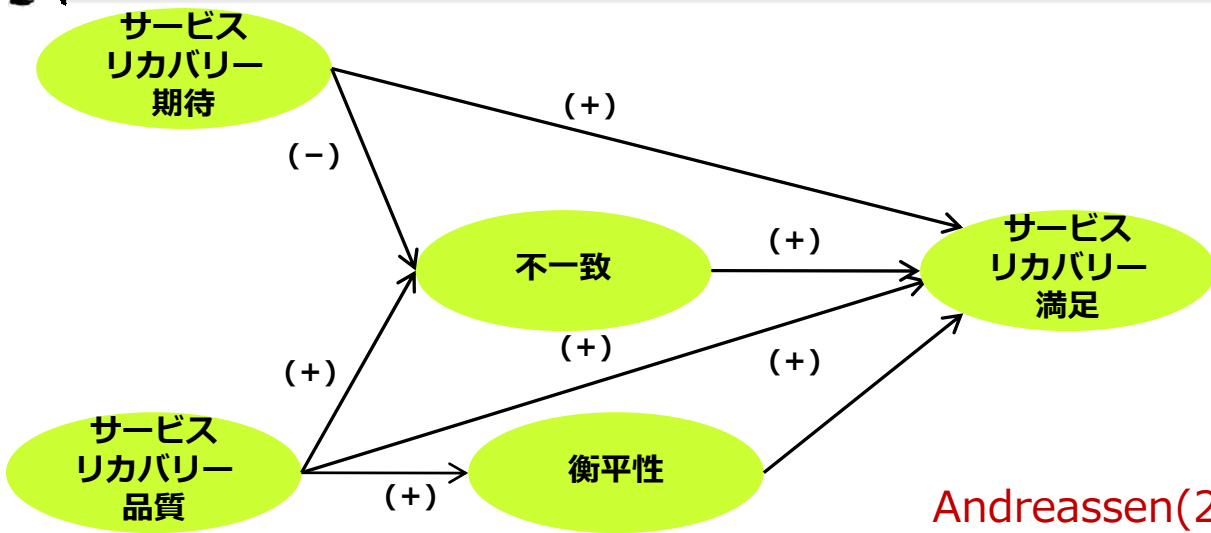 サービス
リカバリー
期待
(+)
(−)
不一致
(+)
サービス
リカバリー
満足
(+)
(+)
(+)
サービス
リカバリー
品質
(+)
衡平性
Andreassen(2